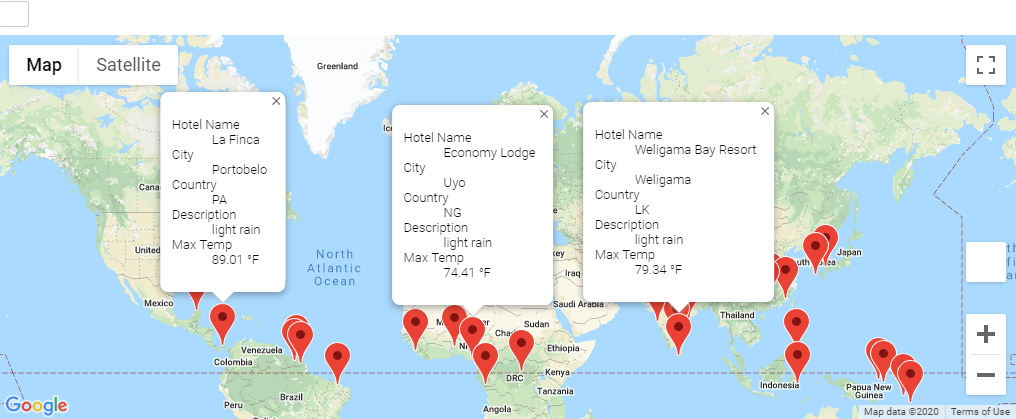 Map Satellite
Greenland
Hotel Name
La Finca
City
Portobelo
Country
PA
Description
light rain
Max Temp
89.01 °F
Hotel Name
Economy Lodge
City
Uyo
Country
NG
Description
light rain
Max Temp
74.41 °F
Hotel Name
Weligama Bay Resort
City
Weligama
Country
LK
Description
light rain
Max Temp
79.34 °F
North
Atlantic
Ocean
Iraq
Saudi Arabia
Japan
Mexico
Thailand
Sudan
Ethiopia
Venezuela
Colombia
DRC
Kenya
Tanzania
Indonesia
Papua New
Guinea
Brazil
Peru
Angola
Google
Map data ©2020 Terms of Use